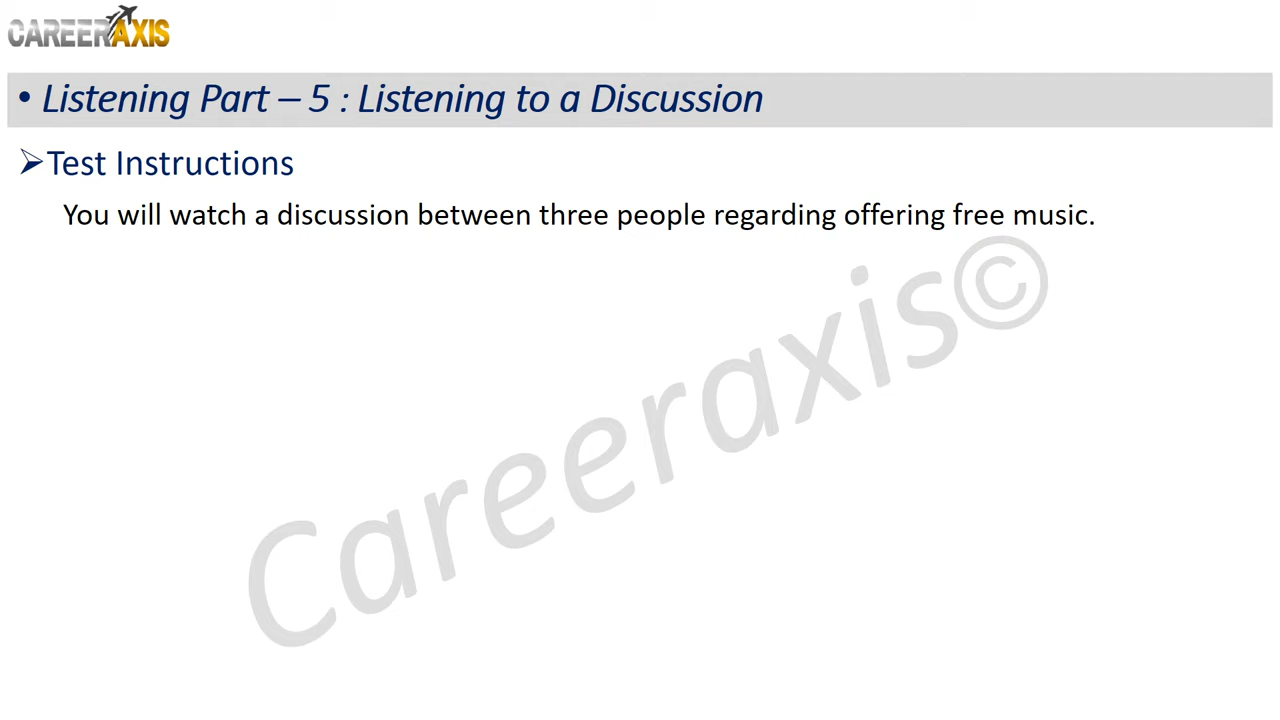 CAREERAXIS
• Listening Part – 5 : Listening to a Discussion
➢Test Instructions
You will watch a discussion between three people regarding offering free music.
Careeraxis©